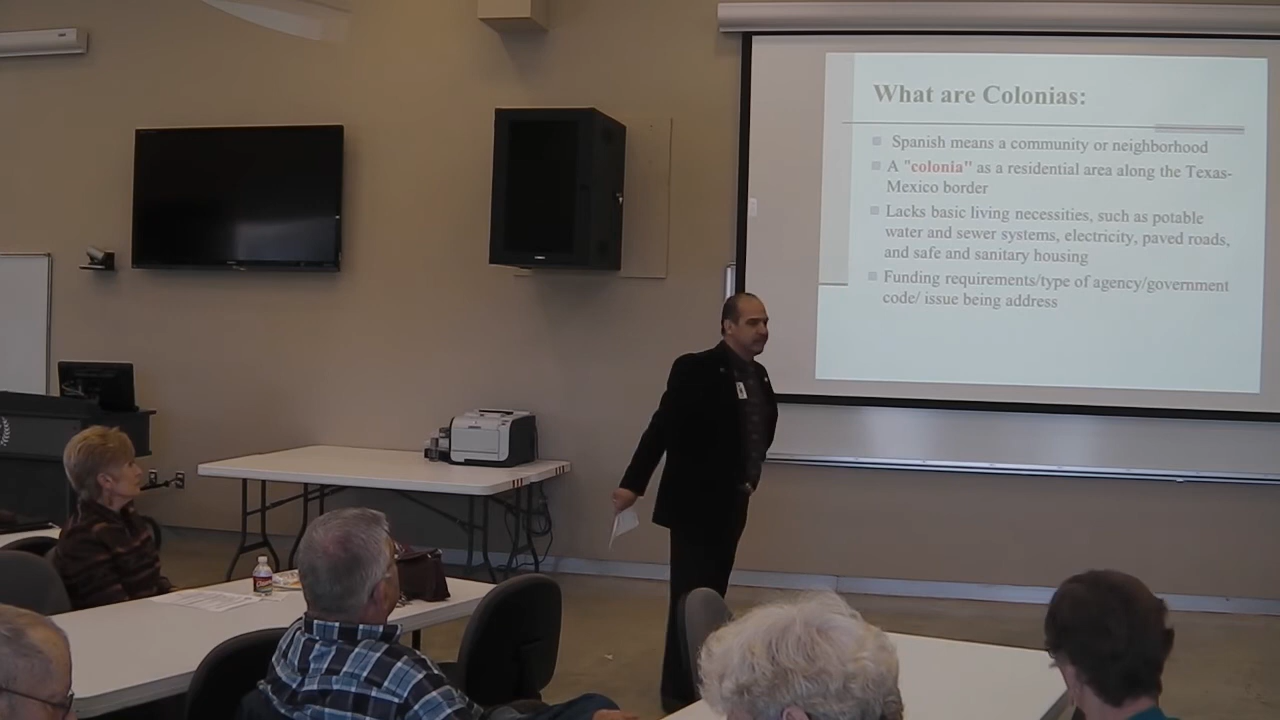 What are Colonias:
Spanish means a community or neighborhood
A "colonia" as a residential area along the Texas-
Mexico border
Lacks basic living necessities, such as potable
water and sewer systems, electricity, paved roads,
and safe and sanitary housing
Funding requirements/type of agency/government
code/ issue being address